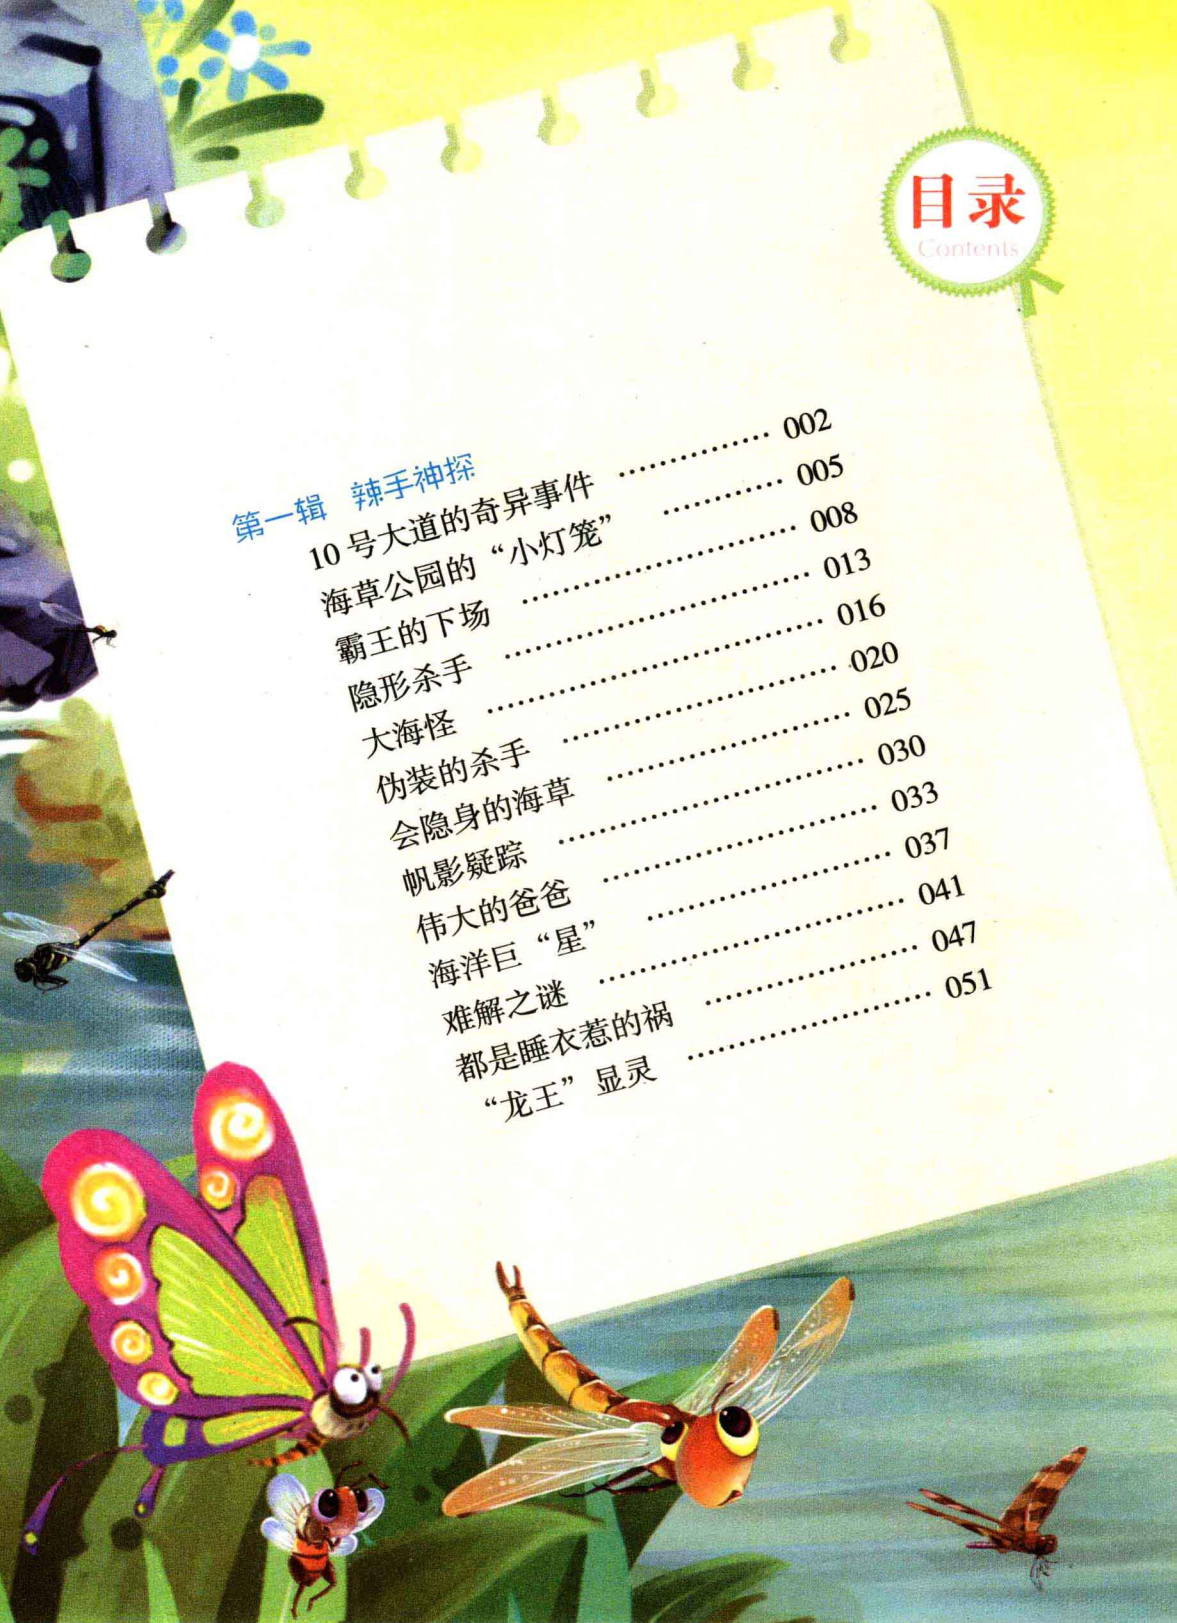 目录
Contents
第一辑 辣手神探
10号大道的奇异事件 …………… 002
海草公园的“小灯笼” ………… 005
霸王的下场 ……………………… 008
隐形杀手 ………………………… 013
大海怪 …………………………… 016
伪装的杀手 ……………………… 020
会隐身的海草 …………………… 025
帆影疑踪 ………………………… 030
伟大的爸爸 ……………………… 033
海洋巨“星” …………………… 037
难解之谜 ………………………… 041
都是睡衣惹的祸 ………………… 047
“龙王”显灵 …………………… 051